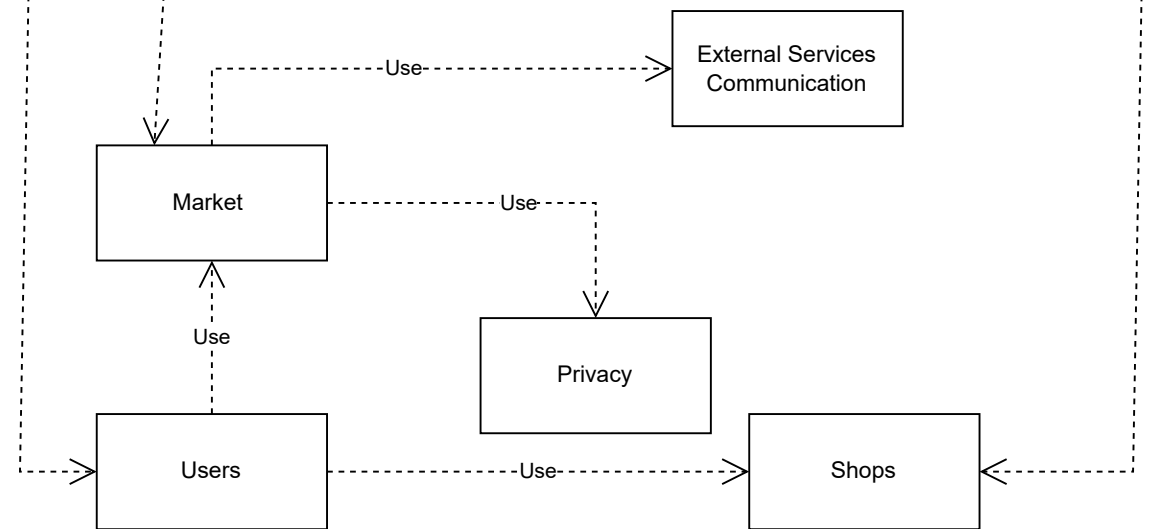 External Services
Communication
Use
Market
Use
Use
Privacy
Users
Use
Shops